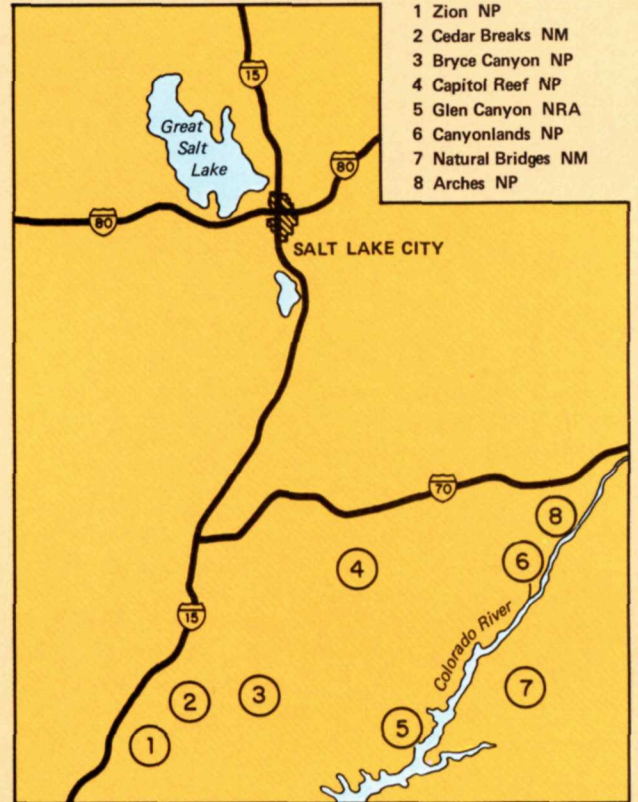 1 Zion NP
2 Cedar Breaks NM
3 Bryce Canyon NP
4 Capitol Reef NP
5 Glen Canyon NRA
6 Canyonlands NP
7 Natural Bridges NM
8 Arches NP
15
Great
Salt
Lake
80
80
SALT LAKE CITY
70
8
6
4
15
Colorado River
7
2
3
5
1